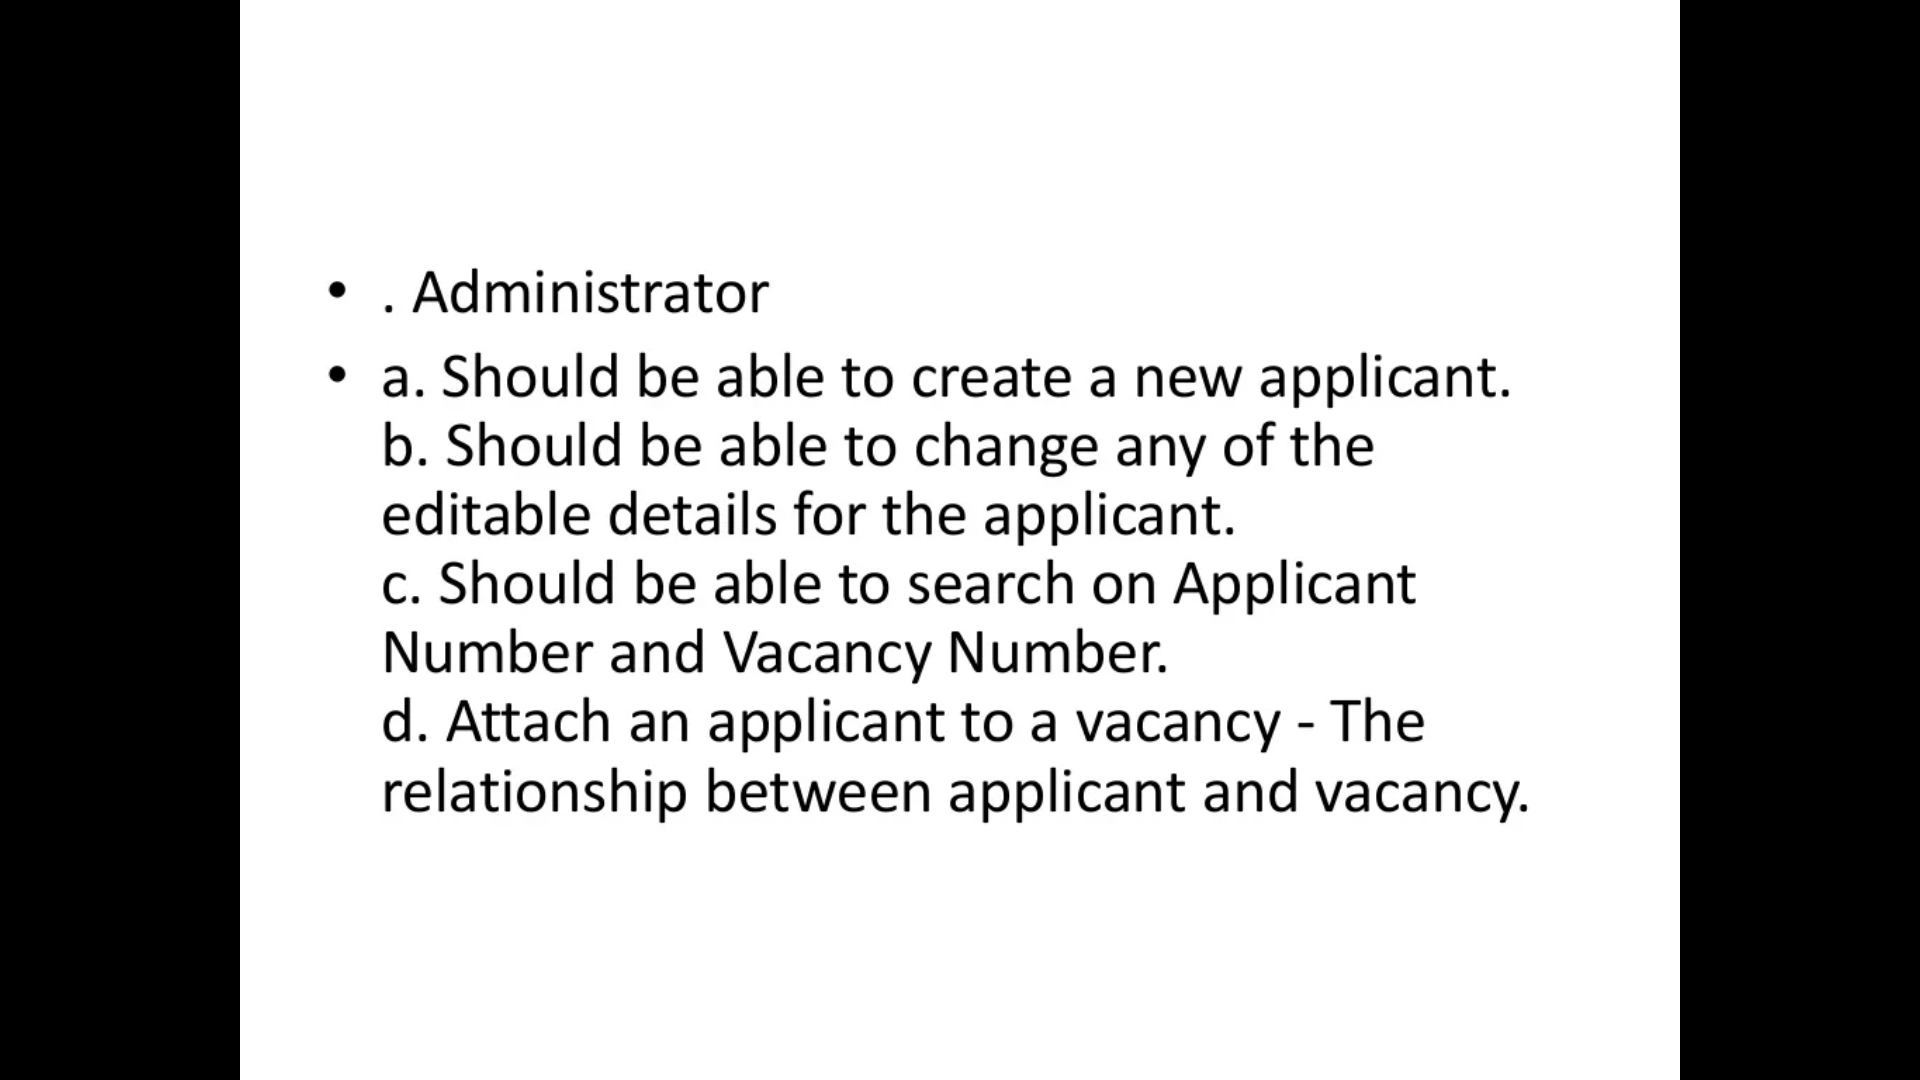 • . Administrator
• a. Should be able to create a new applicant.
b. Should be able to change any of the
editable details for the applicant.
c. Should be able to search on Applicant
Number and Vacancy Number.
d. Attach an applicant to a vacancy - The
relationship between applicant and vacancy.